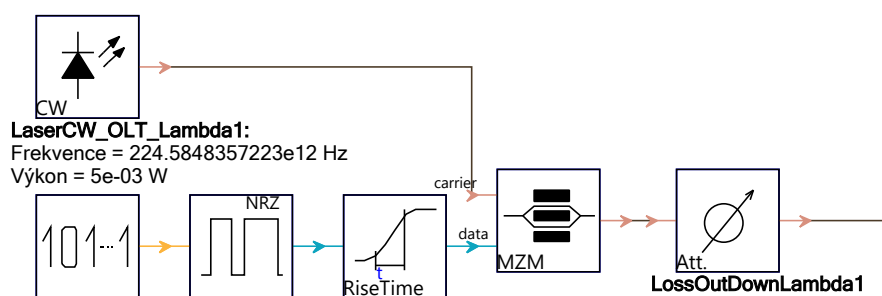 CW
LaserCW_OLT_Lambda1:
Frekvence = 224.5848357223e12 Hz
Výkon = 5e-03 W
carrier
101...1
NRZ
t
RiseTime
data
MZM
Att.
LossOutDownLambda1